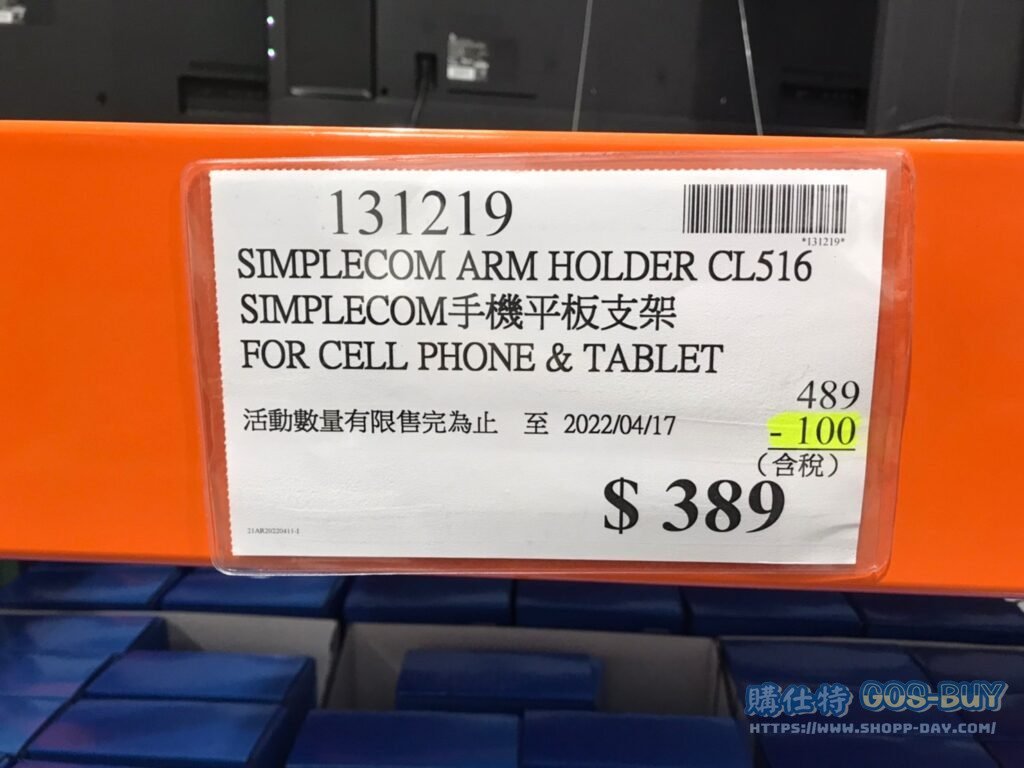 131219
*131219*
SIMPLECOM ARM HOLDER CL516
SIMPLECOM手機平板支架
FOR CELL PHONE & TABLET
489
活動數量有限售完為止 至 2022/04/17
- 100
(含稅)
$ 389
21AR20220411-1
購仕特 GOS-BUY
HTTPS://WWW.SHOPP-DAY.COM/